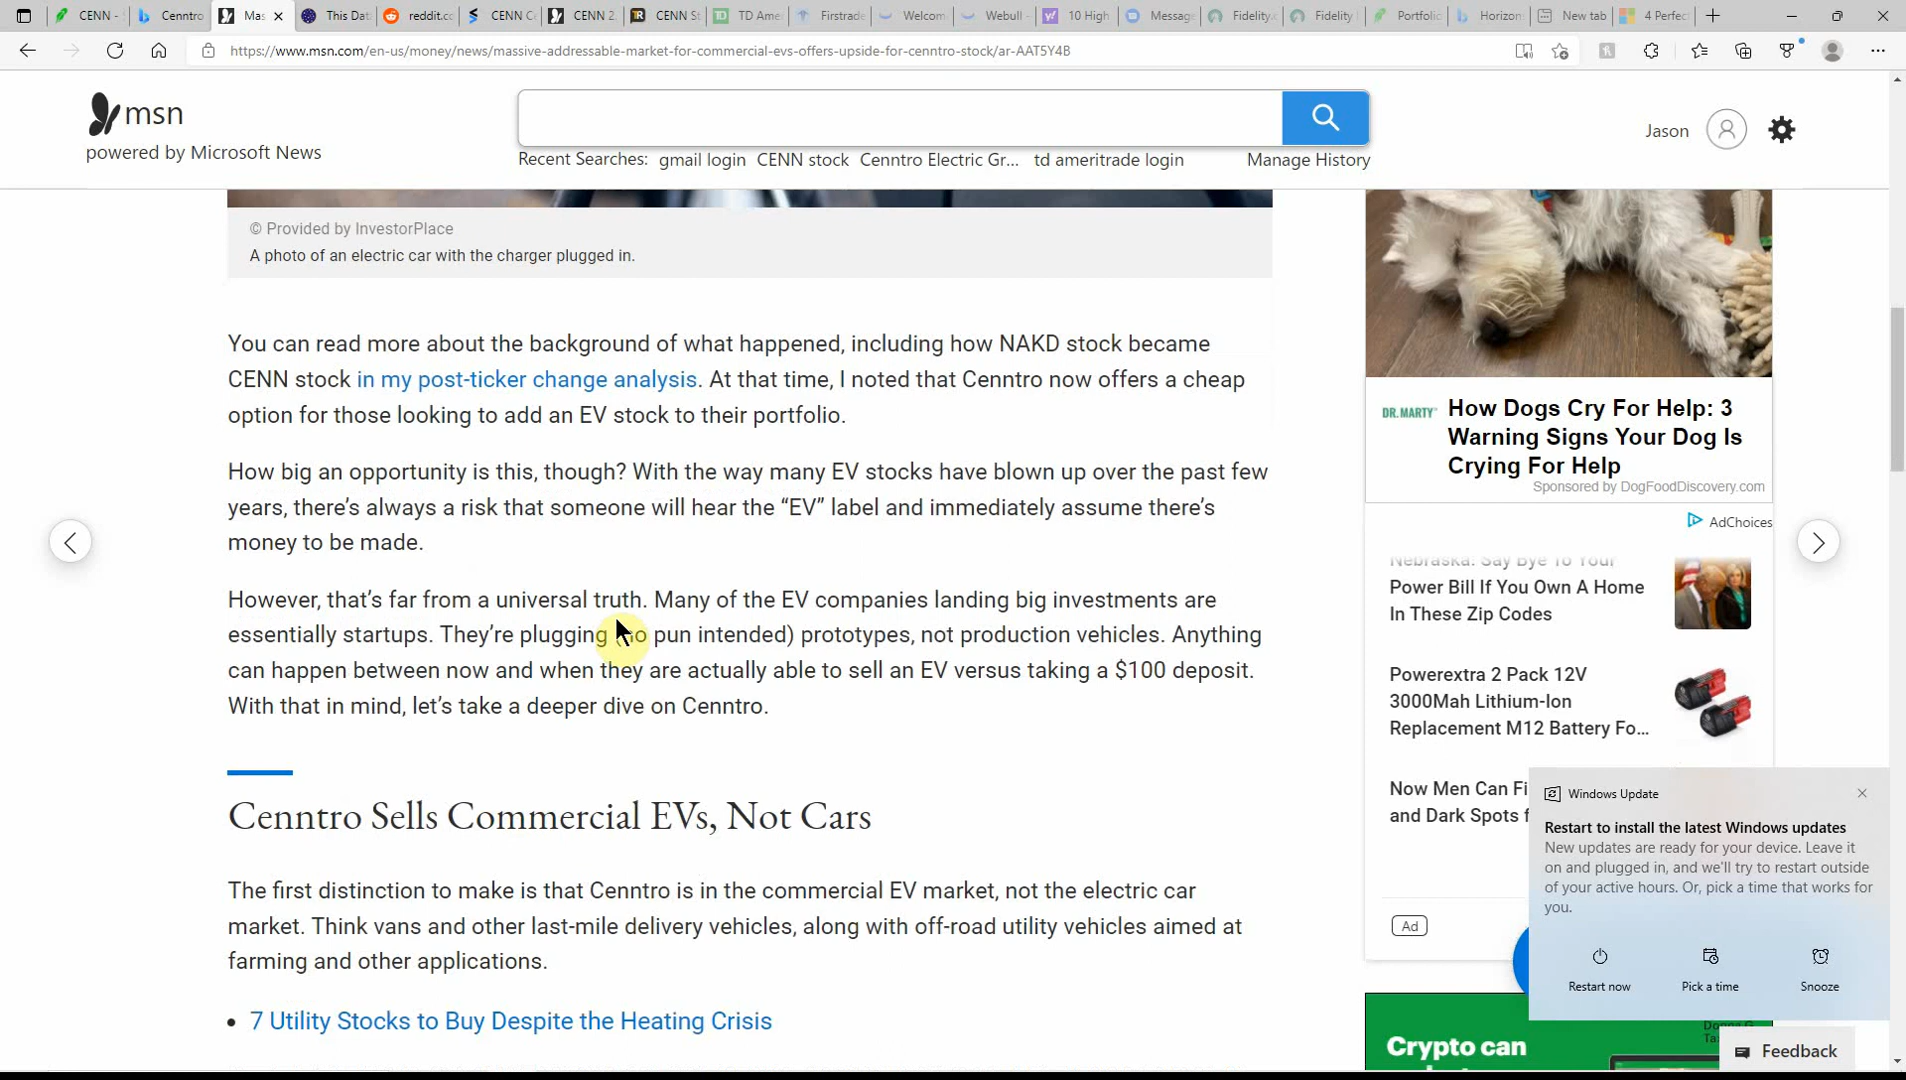 CENN -
Cenntro
Mas
This Dat
reddit.co
CENN Co
CENN 2
CENN St
TD Ame
Firstrade
Welcom
Webull -
10 High
Message
Fidelity.c
Fidelity
Portfolio
Horizon
New tab
4 Perfec
https://www.msn.com/en-us/money/news/massive-addressable-market-for-commercial-evs-offers-upside-for-cenntro-stock/ar-AAT5Y4B
msn
powered by Microsoft News
Recent Searches: gmail login CENN stock Cenntro Electric Gr... td ameritrade login Manage History
Jason
© Provided by InvestorPlace
A photo of an electric car with the charger plugged in.
You can read more about the background of what happened, including how NAKD stock became
CENN stock in my post-ticker change analysis. At that time, I noted that Cenntro now offers a cheap
option for those looking to add an EV stock to their portfolio.
How big an opportunity is this, though? With the way many EV stocks have blown up over the past few
years, there’s always a risk that someone will hear the “EV” label and immediately assume there’s
money to be made.
However, that’s far from a universal truth. Many of the EV companies landing big investments are
essentially startups. They’re plugging (no pun intended) prototypes, not production vehicles. Anything
can happen between now and when they are actually able to sell an EV versus taking a $100 deposit.
With that in mind, let’s take a deeper dive on Cenntro.
Cenntro Sells Commercial EVs, Not Cars
The first distinction to make is that Cenntro is in the commercial EV market, not the electric car
market. Think vans and other last-mile delivery vehicles, along with off-road utility vehicles aimed at
farming and other applications.
• 7 Utility Stocks to Buy Despite the Heating Crisis
DR. MARTY
How Dogs Cry For Help: 3
Warning Signs Your Dog Is
Crying For Help
Sponsored by DogFoodDiscovery.com
AdChoices
Nebraska: Say Bye To Your
Power Bill If You Own A Home
In These Zip Codes
Powerextra 2 Pack 12V
3000Mah Lithium-Ion
Replacement M12 Battery Fo...
Now Men Can Fi
and Dark Spots f
Ad
Windows Update
Restart to install the latest Windows updates
New updates are ready for your device. Leave it
on and plugged in, and we'll try to restart outside
of your active hours. Or, pick a time that works for
you.
Restart now
Pick a time
Snooze
Crypto can
Feedback